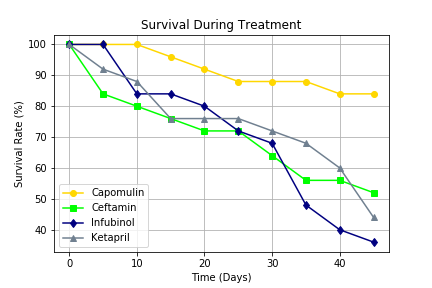 Survival During Treatment
100
90
80
70
60
50
40
Survival Rate (%)
Capomulin
Ceftamin
Infubinol
Ketapril
0 10 20 30 40
Time (Days)